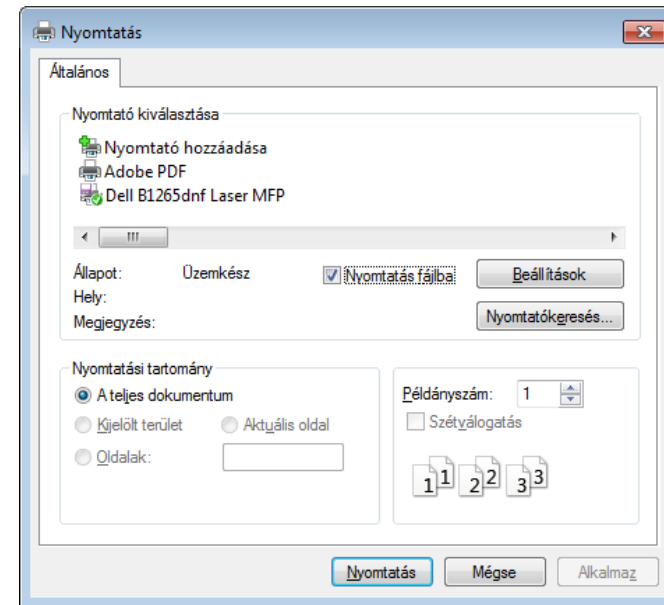 Nyomtatás
Általános
Nyomtató kiválasztása
Nyomtató hozzáadása
Adobe PDF
Dell B1265dnf Laser MFP
Állapot: Üzemkész Nyomtatás fájlba Beállítások
Hely:
Megjegyzés: Nyomtatókeresés...
Nyomtatási tartomány
A teljes dokumentum Példányszám: 1
Kijelölt terület Aktuális oldal Szétválogatás
Oldalak:
1 1 2 2 3 3
Nyomtatás Mégse Alkalmaz